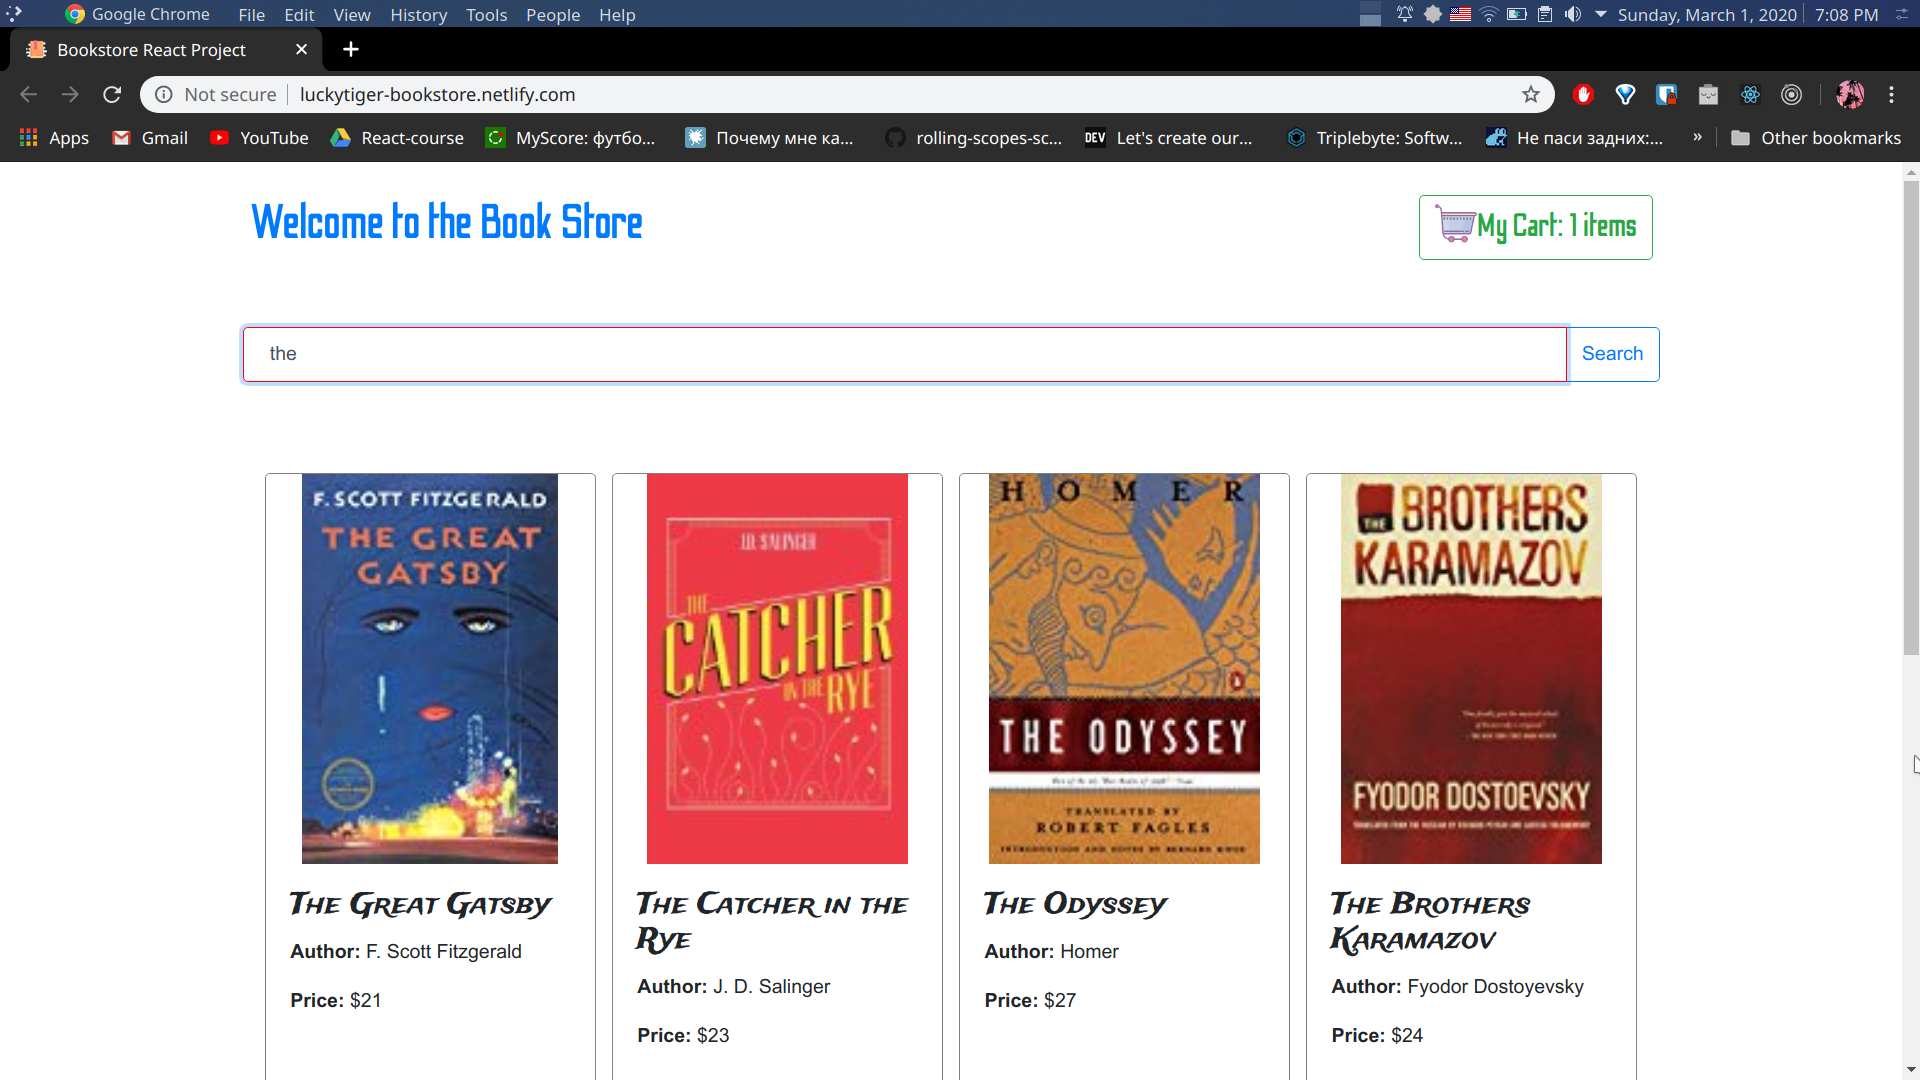 Google Chrome File Edit View History Tools People Help Sunday, March 1, 2020 7:08 PM
Bookstore React Project
Not secure luckytiger-bookstore.netlify.com
Apps Gmail YouTube React-course MyScore: футбо... Почему мне ка... rolling-scopes-sc... DEV Let's create our... Triplebyte: Softw... Не паси задних:... » Other bookmarks
Welcome to the Book Store
My Cart: 1 items
the
Search
F. SCOTT FITZGERALD
THE GREAT
GATSBY
J.D. SALINGER
THE
CATCHER
IN THE
RYE
HOMER
THE ODYSSEY
TRANSLATED BY
ROBERT FAGLES
THE BROTHERS
KARAMAZOV
FYODOR DOSTOEVSKY
The Great Gatsby
Author: F. Scott Fitzgerald
Price: $21
The Catcher in the
Rye
Author: J. D. Salinger
Price: $23
The Odyssey
Author: Homer
Price: $27
The Brothers
Karamazov
Author: Fyodor Dostoyevsky
Price: $24